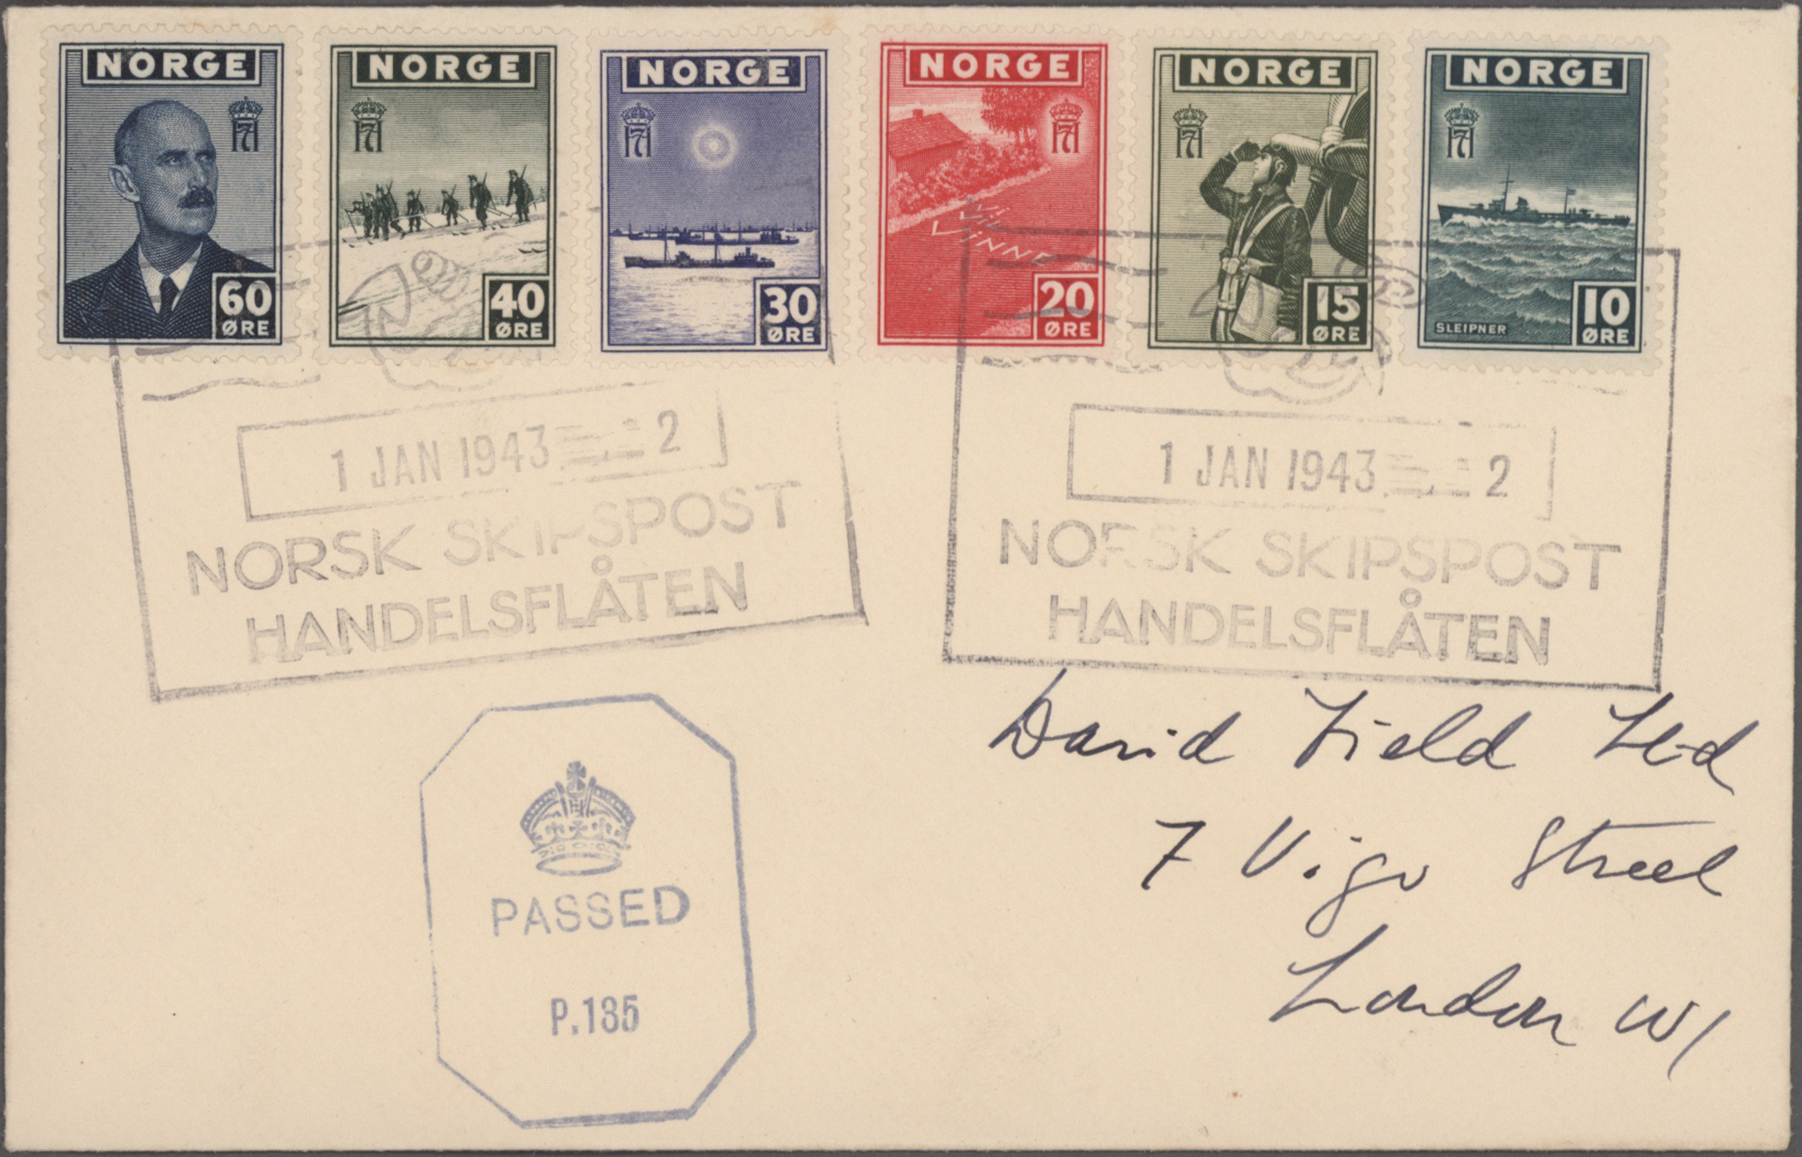 NORGE
60
ØRE
NORGE
40
ØRE
NORGE
30
ØRE
NORGE
VI
VINNE
20
ØRE
NORGE
15
ØRE
NORGE
SLEIPNER
10
ØRE
1 JAN 1943 2
NORSK SKIPSPOST
HANDELSFLÅTEN
1 JAN 1943 2
NORSK SKIPSPOST
HANDELSFLÅTEN
PASSED
P.135
David Field Ltd
7 Vigo Street
London W1